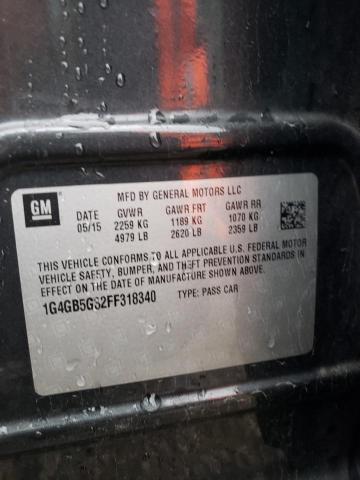 MFD BY GENERAL MOTORS LLC
GM
DATE GVWR GAWR FRT GAWR RR
05/15 2259 KG 1189 KG 1070 KG
4979 LB 2620 LB 2359 LB
THIS VEHICLE CONFORMS TO ALL APPLICABLE U.S. FEDERAL MOTOR
VEHICLE SAFETY, BUMPER, AND THEFT PREVENTION STANDARDS IN
EFFECT ON THE DATE OF MANUFACTURE SHOWN ABOVE.
TYPE: PASS CAR